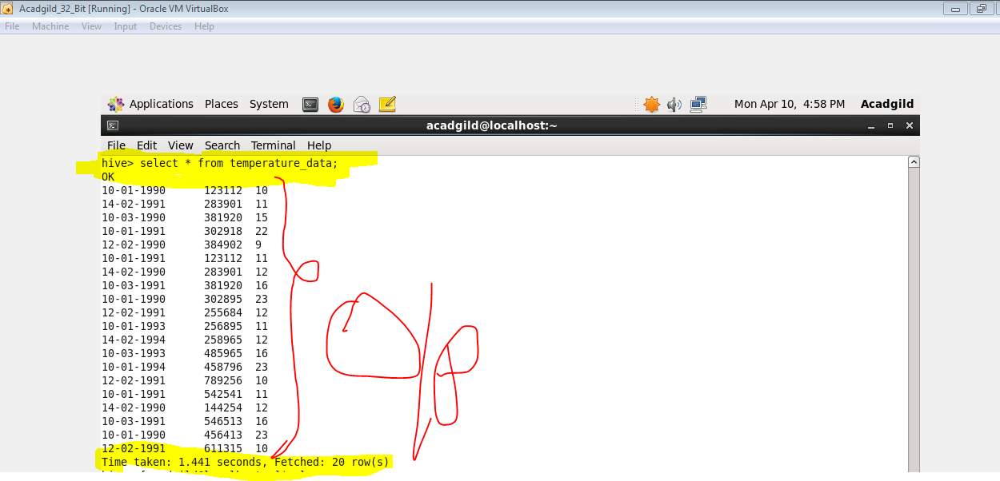 Acadgild_32_Bit [Running] - Oracle VM VirtualBox
File Machine View Input Devices Help
Applications Places System Mon Apr 10, 4:58 PM Acadgild
acadgild@localhost:~
File Edit View Search Terminal Help
hive> select * from temperature_data;
OK
10-01-1990 123112 10
14-02-1991 283901 11
10-03-1990 381920 15
10-01-1991 302918 22
12-02-1990 384902 9
10-01-1991 123112 11
14-02-1990 283901 12
10-03-1991 381920 16
10-01-1990 302895 23
12-02-1991 255684 12
10-01-1993 256895 11
14-02-1994 258965 12
10-03-1993 485965 16
10-01-1994 458796 23
12-02-1991 789256 10
10-01-1991 542541 11
14-02-1990 144254 12
10-03-1991 546513 16
10-01-1990 456413 23
12-02-1991 611315 10
Time taken: 1.441 seconds, Fetched: 20 row(s)
O/p